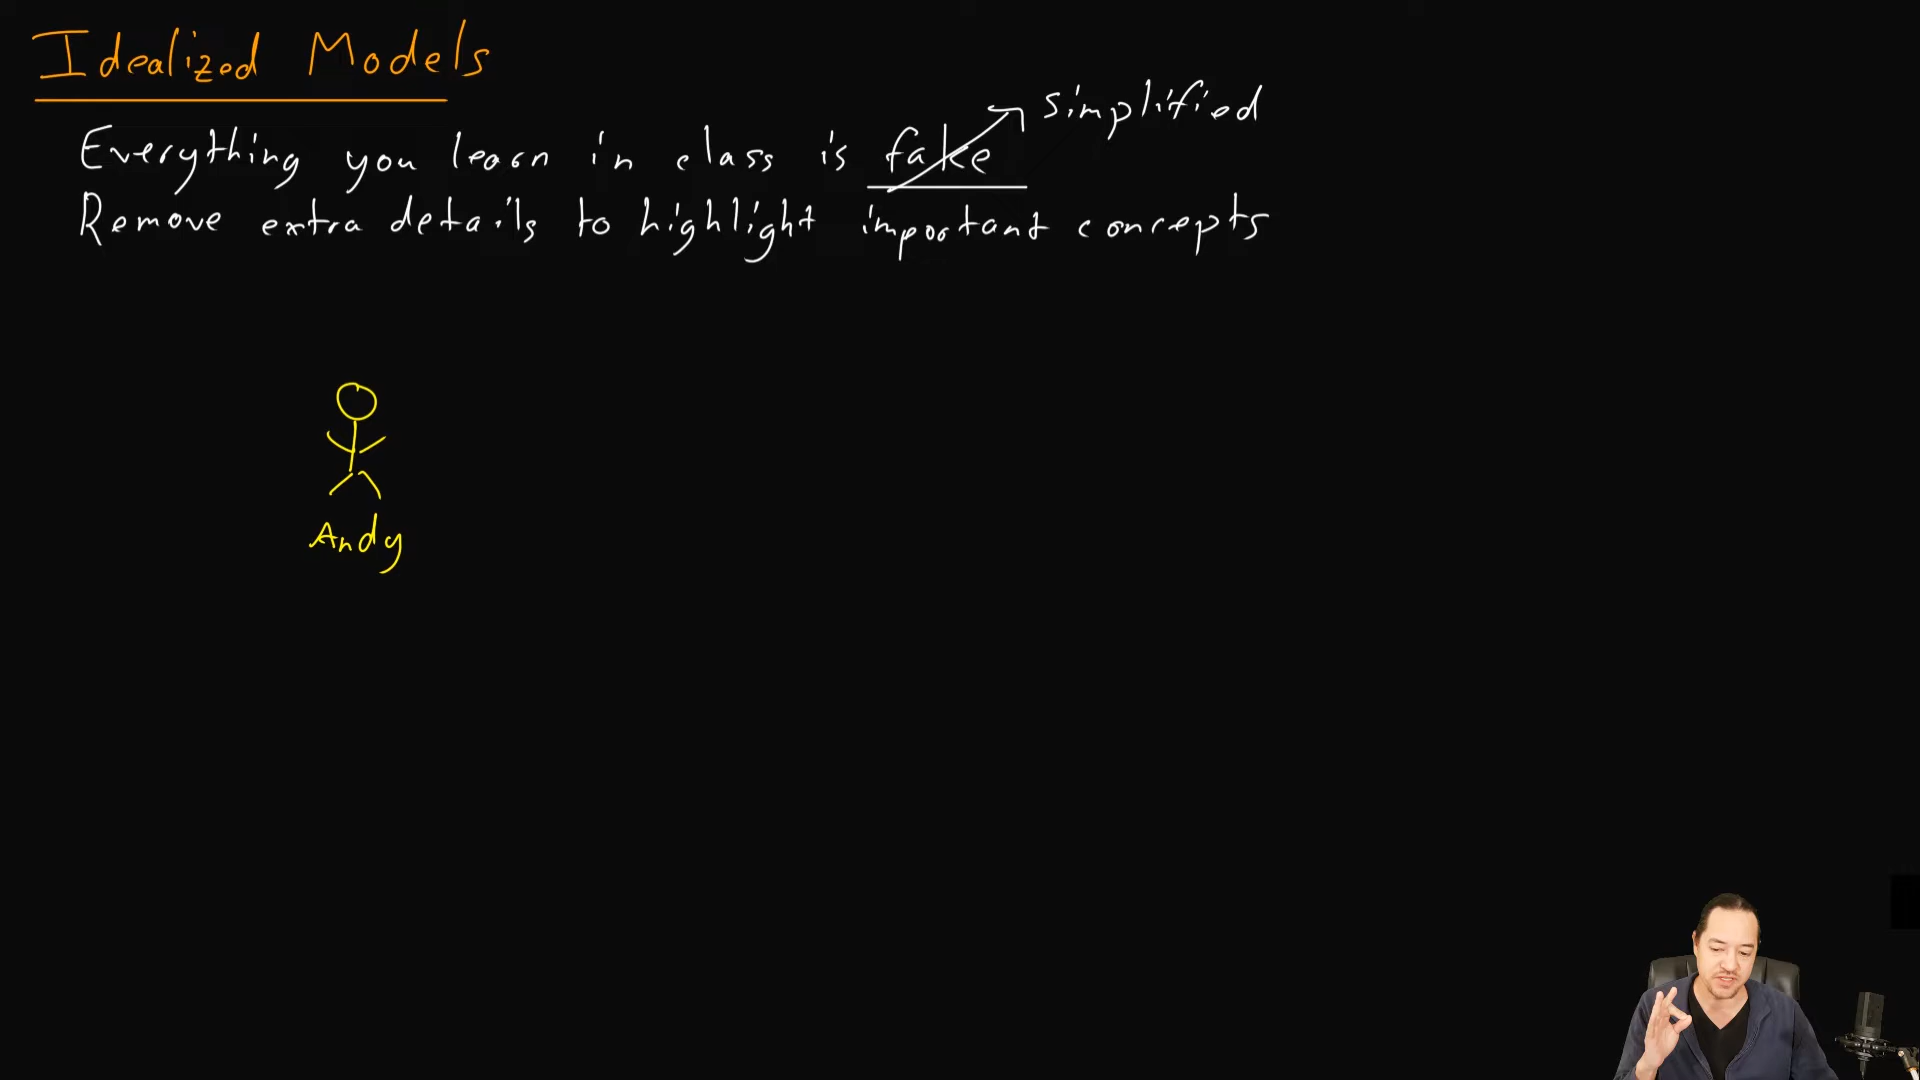 Idealized Models
simplified
Everything you learn in class is fake
Remove extra details to highlight important concepts
Andy